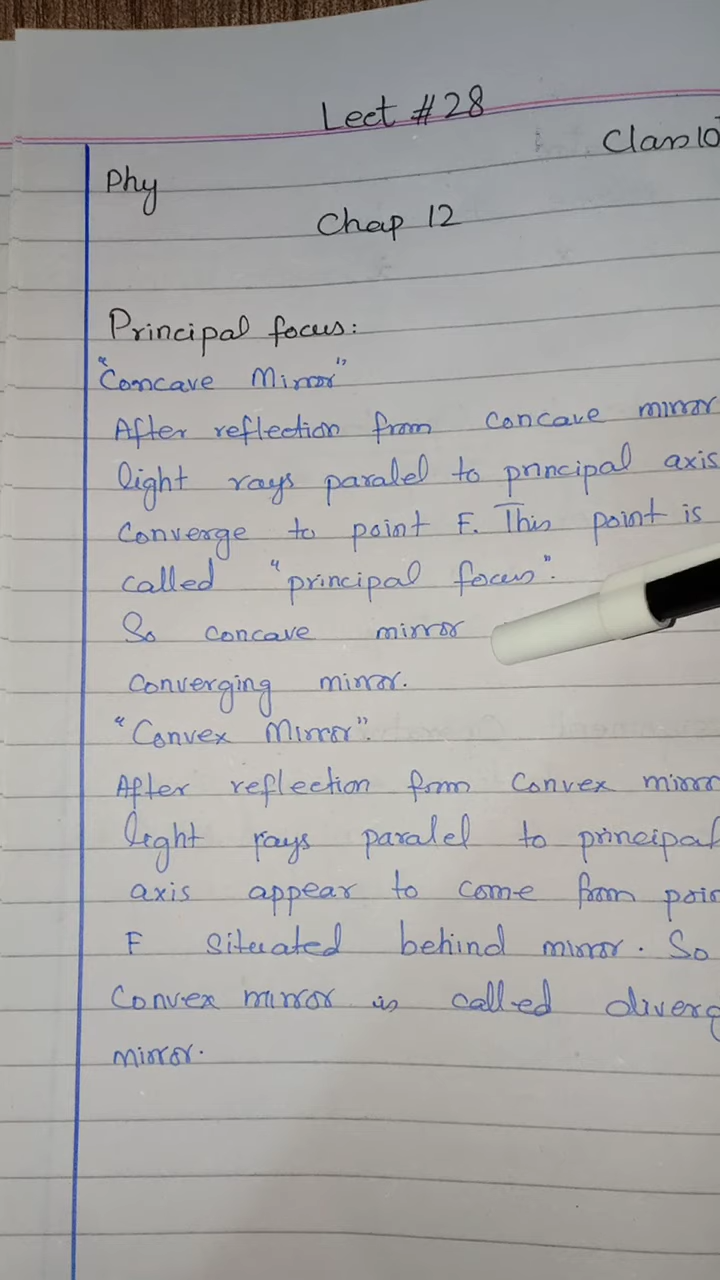 Lect #28
Class 10
Phy
Chap 12
Principal focus:
"Concave Mirror"
After reflection from concave mirror
light rays paralel to principal axis
converge to point F. This point is
called "principal focus".
So concave mirror
converging mirror.
"Convex Mirror".
After reflection from convex mirror
light rays paralel to principal
axis appear to come from
F situated behind mirror. So
Convex mirror is called
mirror.